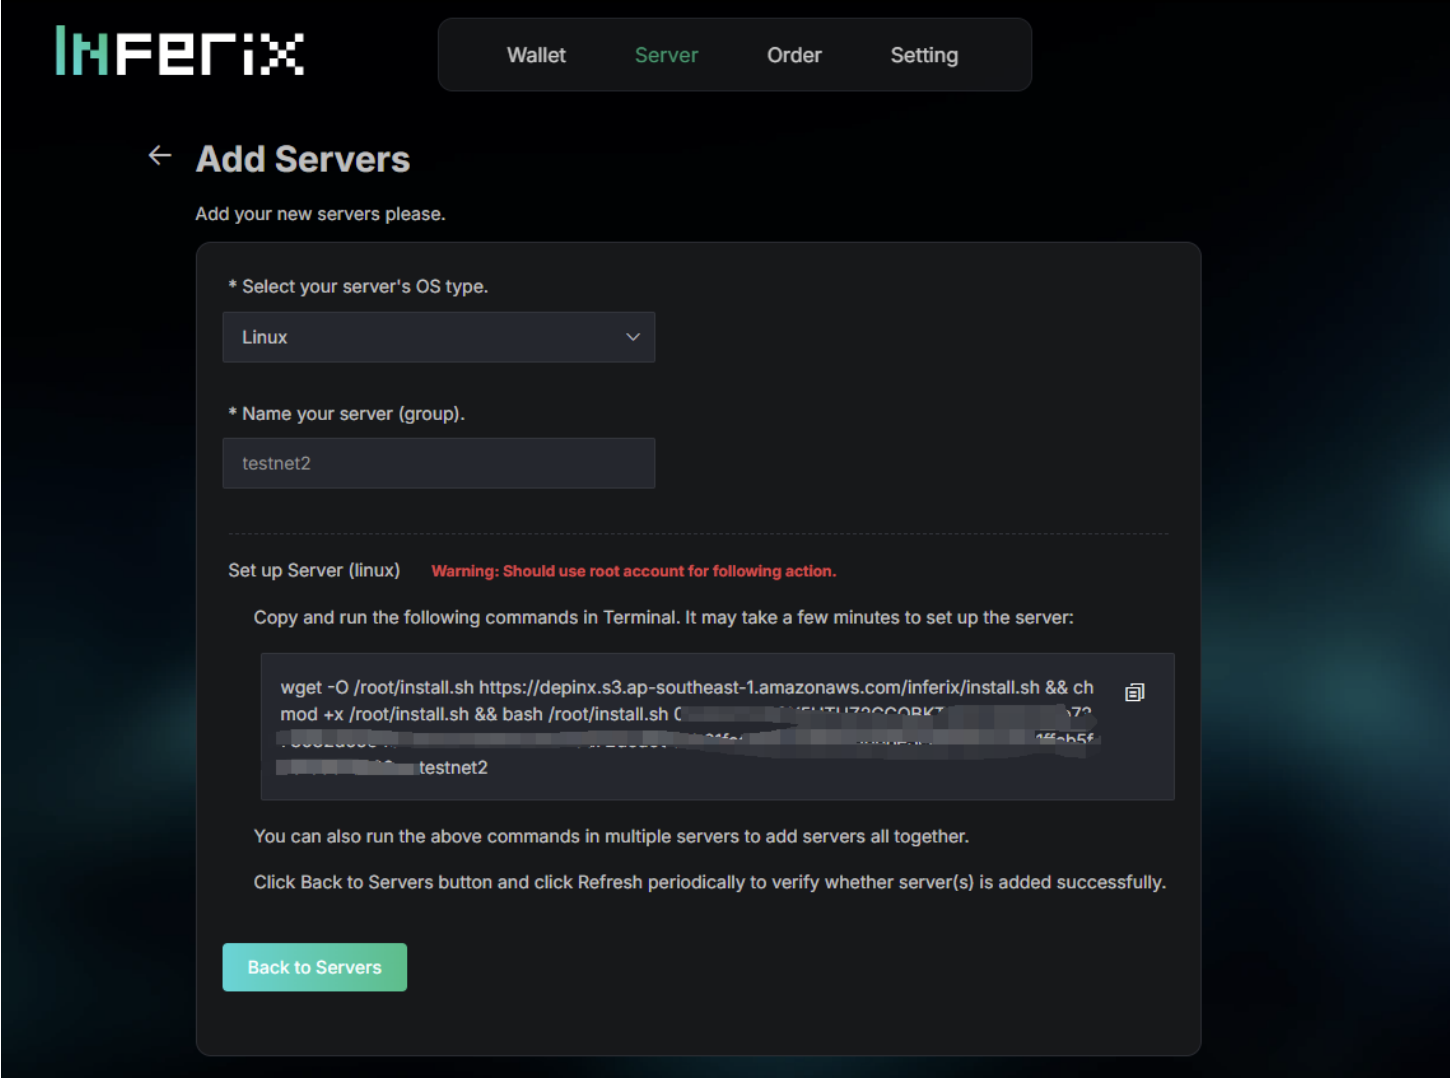 INFERIX
Wallet
Server
Order
Setting
Add Servers
Add your new servers please.
* Select your server's OS type.
Linux
* Name your server (group).
testnet2
Set up Server (linux)
Warning: Should use root account for following action.
Copy and run the following commands in Terminal. It may take a few minutes to set up the server:
wget -O /root/install.sh https://depinx.s3.ap-southeast-1.amazonaws.com/inferix/install.sh && ch
mod +x /root/install.sh && bash /root/install.sh
testnet2
You can also run the above commands in multiple servers to add servers all together.
Click Back to Servers button and click Refresh periodically to verify whether server(s) is added successfully.
Back to Servers